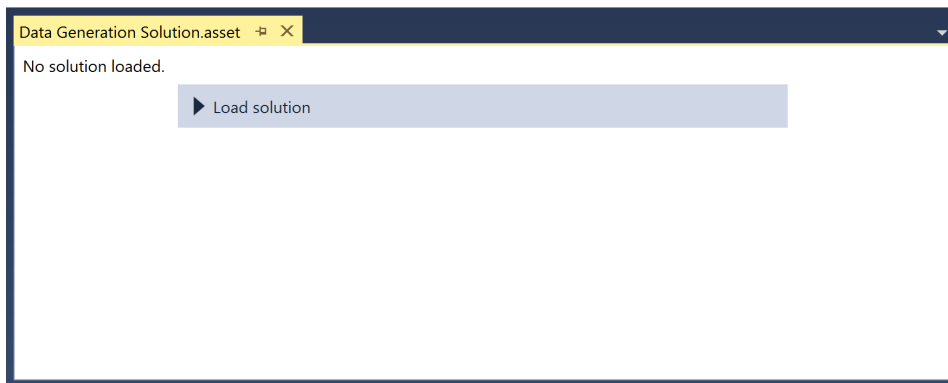 Data Generation Solution.asset
No solution loaded.
Load solution